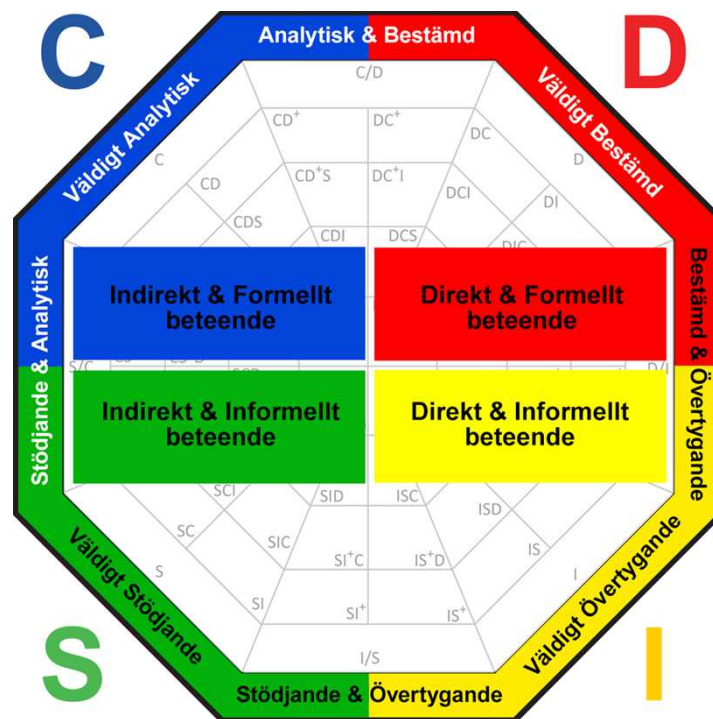 C
D
Analytisk & Bestämd
Väldigt Analytisk
Väldigt Bestämd
C/D
CD⁺
DC⁺
DC
C
D
CD
CD⁺S
DC⁺I
DCI
DI
CDS
CDI
DCS
DIC
Stödjande & Analytisk
Indirekt & Formellt
beteende
Direkt & Formellt
beteende
Bestämd & Övertygande
S/C
D/I
Indirekt & Informellt
beteende
Direkt & Informellt
beteende
SCI
SID
ISC
ISD
SC
SIC
SI⁺C
IS⁺D
IS
S
I
SI
SI⁺
IS⁺
I/S
Väldigt Stödjande
Väldigt Övertygande
Stödjande & Övertygande
S
I